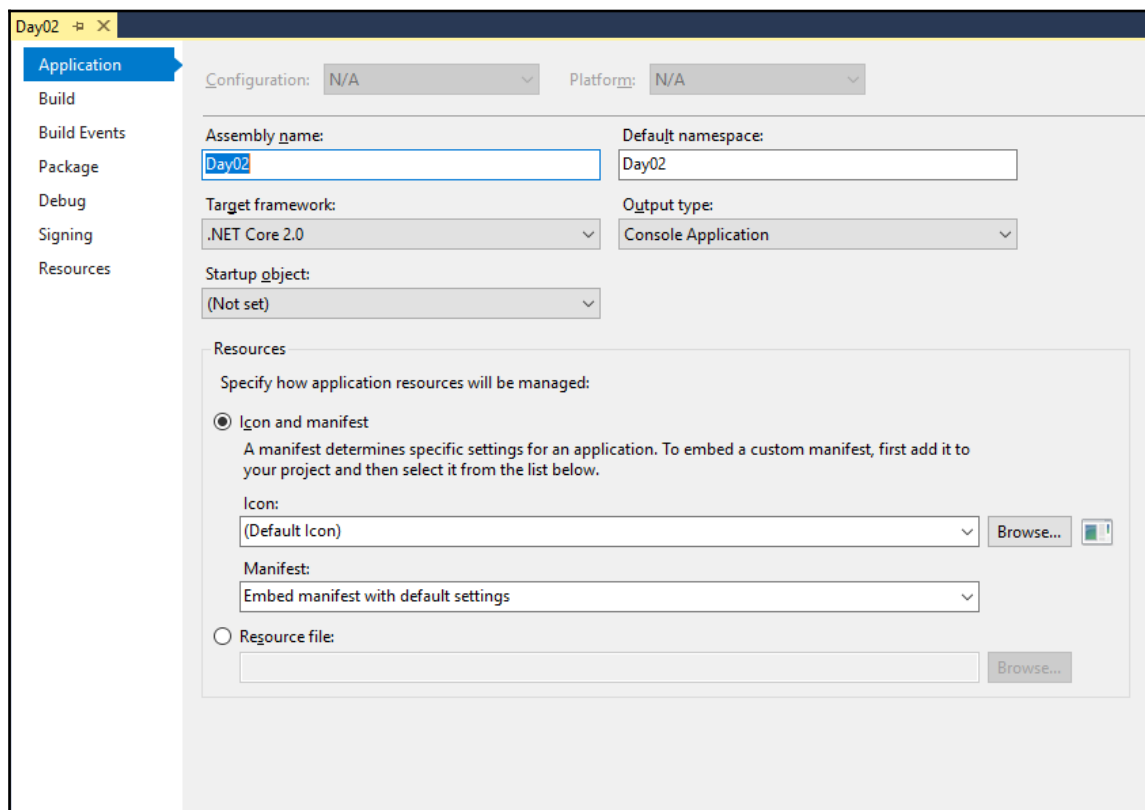 Day02
Application
Build
Build Events
Package
Debug
Signing
Resources
Configuration: N/A Platform: N/A
Assembly name: Default namespace:
Day02 Day02
Target framework: Output type:
.NET Core 2.0 Console Application
Startup object:
(Not set)
Resources
Specify how application resources will be managed:
Icon and manifest
A manifest determines specific settings for an application. To embed a custom manifest, first add it to
your project and then select it from the list below.
Icon:
(Default Icon) Browse...
Manifest:
Embed manifest with default settings
Resource file:
Browse...